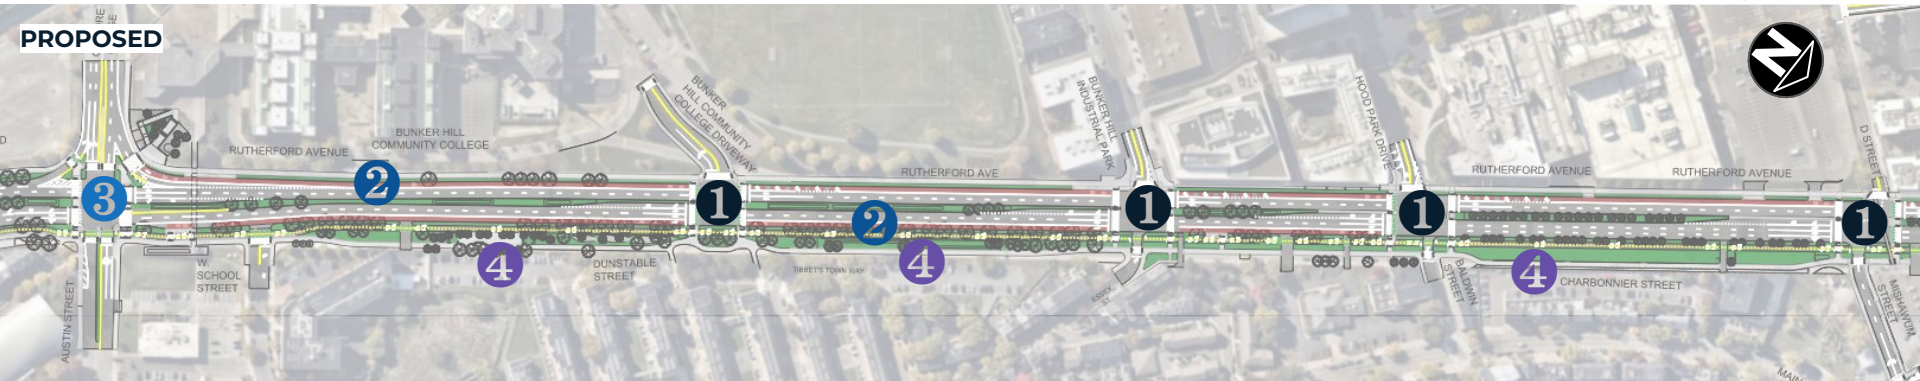 PROPOSED
RUTHERFORD AVENUE
BUNKER HILL
COMMUNITY COLLEGE
BUNKER
HILL COMMUNITY
COLLEGE DRIVEWAY
RUTHERFORD AVE
BUNKER HILL
INDUSTRIAL PARK
HOOD PARK DRIVE
RUTHERFORD AVENUE
RUTHERFORD AVENUE
D STREET
N
3
2
1
2
1
1
1
4
4
4
AUSTIN STREET
W.
SCHOOL
STREET
DUNSTABLE
STREET
TIBBET'S TOWN WAY
ESSEX
ST
BALDWIN
STREET
CHARBONNIER STREET
MISHAWUM
STREET